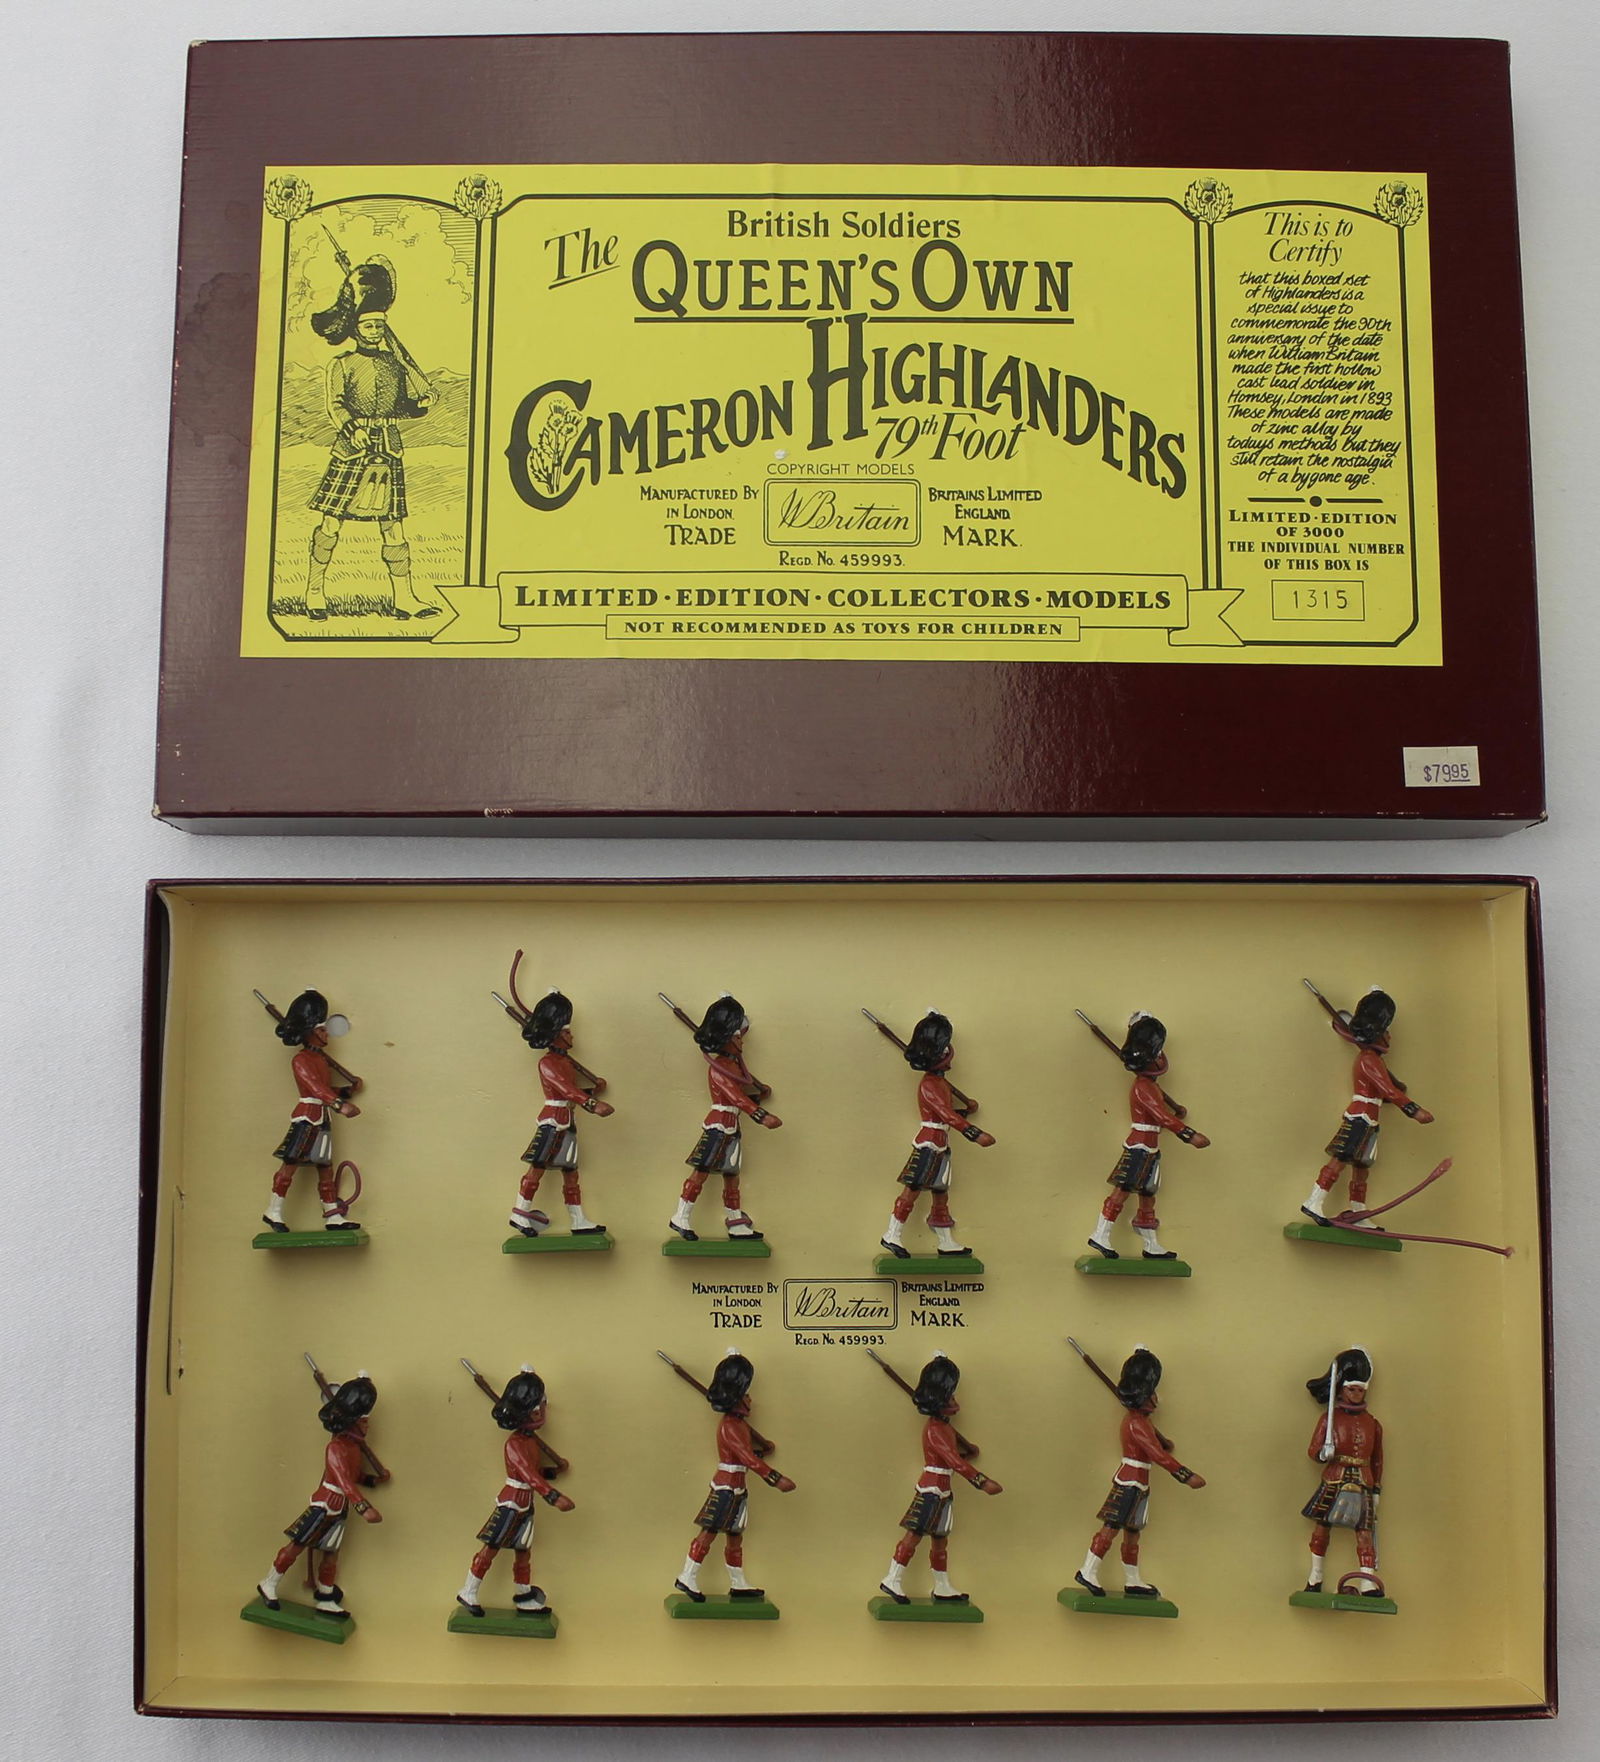 British Soldiers
The
QUEEN'S OWN
CAMERON HIGHLANDERS
79th Foot
COPYRIGHT MODELS
MANUFACTURED BY
IN LONDON.
TRADE
WBritain
BRITAINS LIMITED
ENGLAND
MARK.
REGD. No. 459993.
LIMITED·EDITION·COLLECTORS·MODELS
NOT RECOMMENDED AS TOYS FOR CHILDREN
This is to
Certify
that this boxed set
of Highlanders is a
special issue to
commemorate the 90th
anniversary of the date
when William Britain
made the first hollow
cast lead soldier in
Hornsey, London in 1893
These models are made
of zinc alloy by
todays methods but they
still retain the nostalgia
of a bygone age.
LIMITED·EDITION
OF 3000
THE INDIVIDUAL NUMBER
OF THIS BOX IS
1315
$79.95
MANUFACTURED BY
IN LONDON.
TRADE
WBritain
BRITAINS LIMITED
ENGLAND
MARK.
REGD. No. 459993.